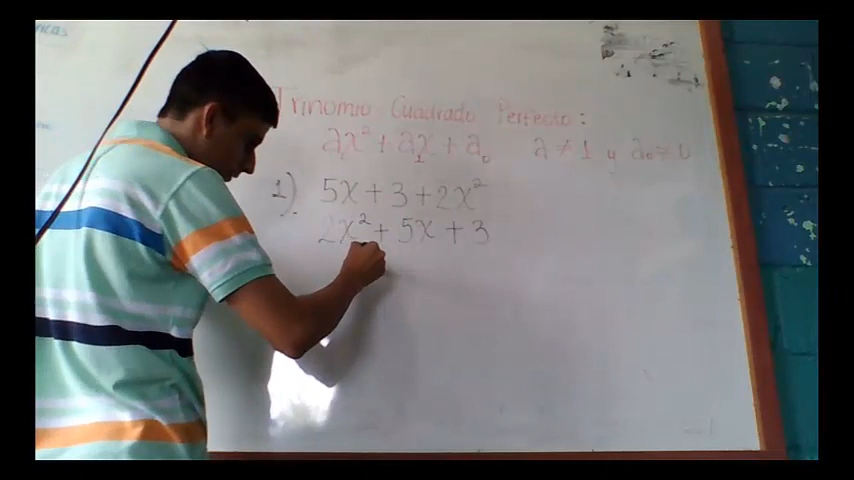 Trinomio Cuadrado Perfecto:
a₂x² + a₁x + a₀ a ≠ 1 y a₀ ≠ 0
1) 5x + 3 + 2x²
2x² + 5x + 3